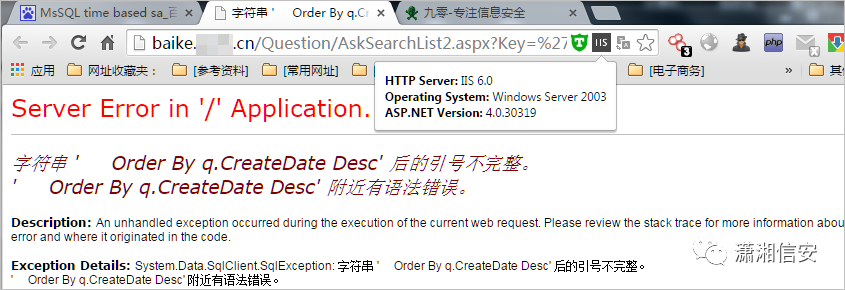 MsSQL time based sa_百
字符串 ' Order By q.Cr
九零-专注信息安全
baike. .cn/Question/AskSearchList2.aspx?Key=%27
IIS
3
php
应用 网址收藏夹： [参考资料] [常用网址] [电子商务] »
HTTP Server: IIS 6.0
Operating System: Windows Server 2003
ASP.NET Version: 4.0.30319
Server Error in '/' Application.
字符串 ' Order By q.CreateDate Desc' 后的引号不完整。
' Order By q.CreateDate Desc' 附近有语法错误。
Description: An unhandled exception occurred during the execution of the current web request. Please review the stack trace for more information abou
error and where it originated in the code.
Exception Details: System.Data.SqlClient.SqlException: 字符串 ' Order By q.CreateDate Desc' 后的引号不完整。
' Order By q.CreateDate Desc' 附近有语法错误。
潇湘信安